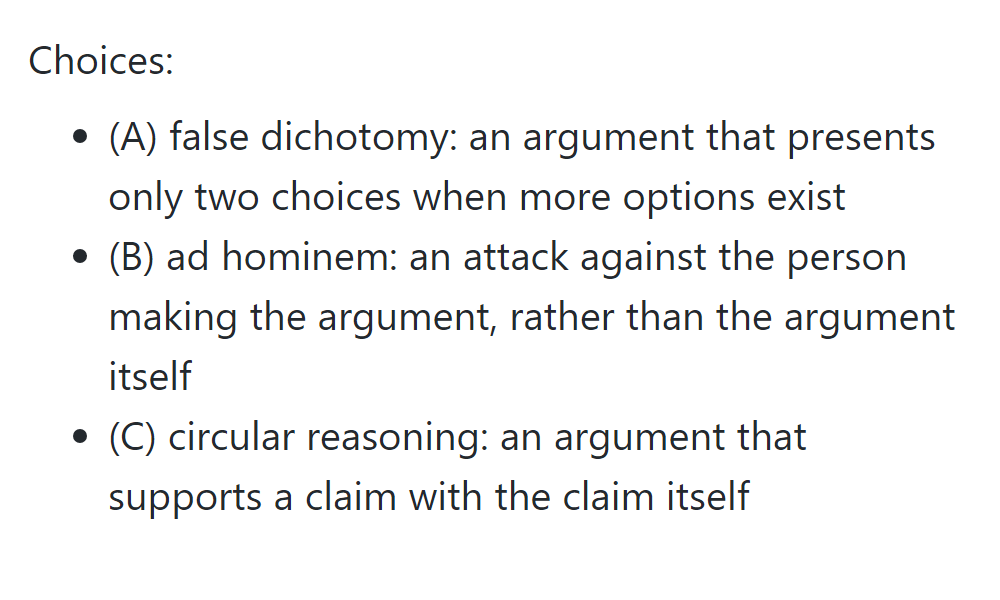 Choices:
• (A) false dichotomy: an argument that presents
only two choices when more options exist
• (B) ad hominem: an attack against the person
making the argument, rather than the argument
itself
• (C) circular reasoning: an argument that
supports a claim with the claim itself